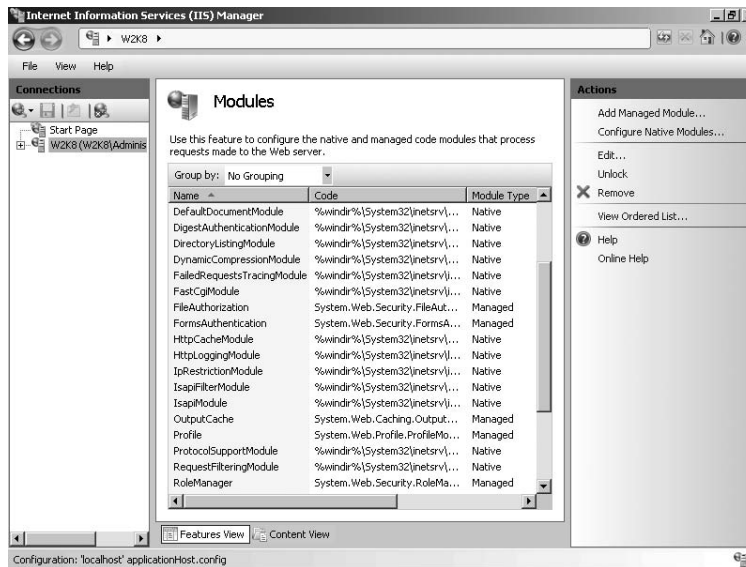 Internet Information Services (IIS) Manager
W2K8
File View Help
Connections
Start Page
W2K8 (W2K8\Adminis
Modules
Use this feature to configure the native and managed code modules that process
requests made to the Web server.
Group by: No Grouping
Name Code Module Type
DefaultDocumentModule %windir%\System32\inetsrv\... Native
DigestAuthenticationModule %windir%\System32\inetsrv\... Native
DirectoryListingModule %windir%\System32\inetsrv\... Native
DynamicCompressionModule %windir%\System32\inetsrv\... Native
FailedRequestsTracingModule %windir%\System32\inetsrv\i... Native
FastCgiModule %windir%\System32\inetsrv\i... Native
FileAuthorization System.Web.Security.FileAut... Managed
FormsAuthentication System.Web.Security.FormsA... Managed
HttpCacheModule %windir%\System32\inetsrv\... Native
HttpLoggingModule %windir%\System32\inetsrv\l... Native
IpRestrictionModule %windir%\System32\inetsrv\i... Native
IsapiFilterModule %windir%\System32\inetsrv\i... Native
IsapiModule %windir%\System32\inetsrv\i... Native
OutputCache System.Web.Caching.Output... Managed
Profile System.Web.Profile.ProfileMo... Managed
ProtocolSupportModule %windir%\System32\inetsrv\... Native
RequestFilteringModule %windir%\System32\inetsrv\... Native
RoleManager System.Web.Security.RoleMa... Managed
Features View Content View
Actions
Add Managed Module...
Configure Native Modules...
Edit...
Unlock
Remove
View Ordered List...
Help
Online Help
Configuration: 'localhost' applicationHost.config